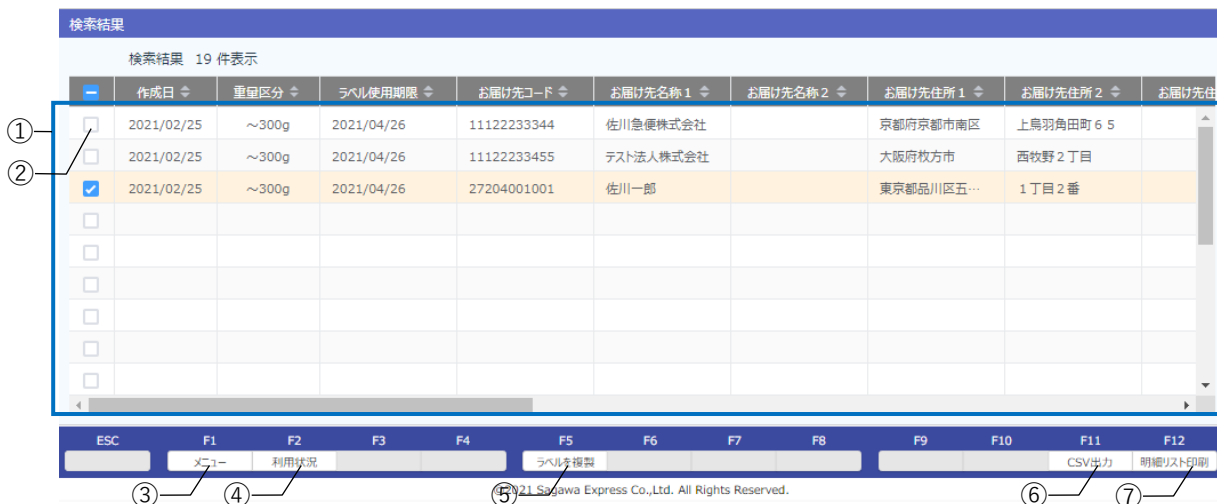 検索結果
検索結果 19 件表示
作成日 重量区分 ラベル使用期限 お届け先コード お届け先名称1 お届け先名称2 お届け先住所1 お届け先住所2 お届け先住
① 2021/02/25 ～300g 2021/04/26 11122233344 佐川急便株式会社 京都府京都市南区 上鳥羽角田町65
② 2021/02/25 ～300g 2021/04/26 11122233455 テスト法人株式会社 大阪府枚方市 西牧野2丁目
2021/02/25 ～300g 2021/04/26 27204001001 佐川一郎 東京都品川区五… 1丁目2番
ESC F1 F2 F3 F4 F5 F6 F7 F8 F9 F10 F11 F12
メニュー 利用状況 ラベルを複製 CSV出力 明細リスト印刷
③ ④ ⑤ ⑥ ⑦
©2021 Sagawa Express Co.,Ltd. All Rights Reserved.